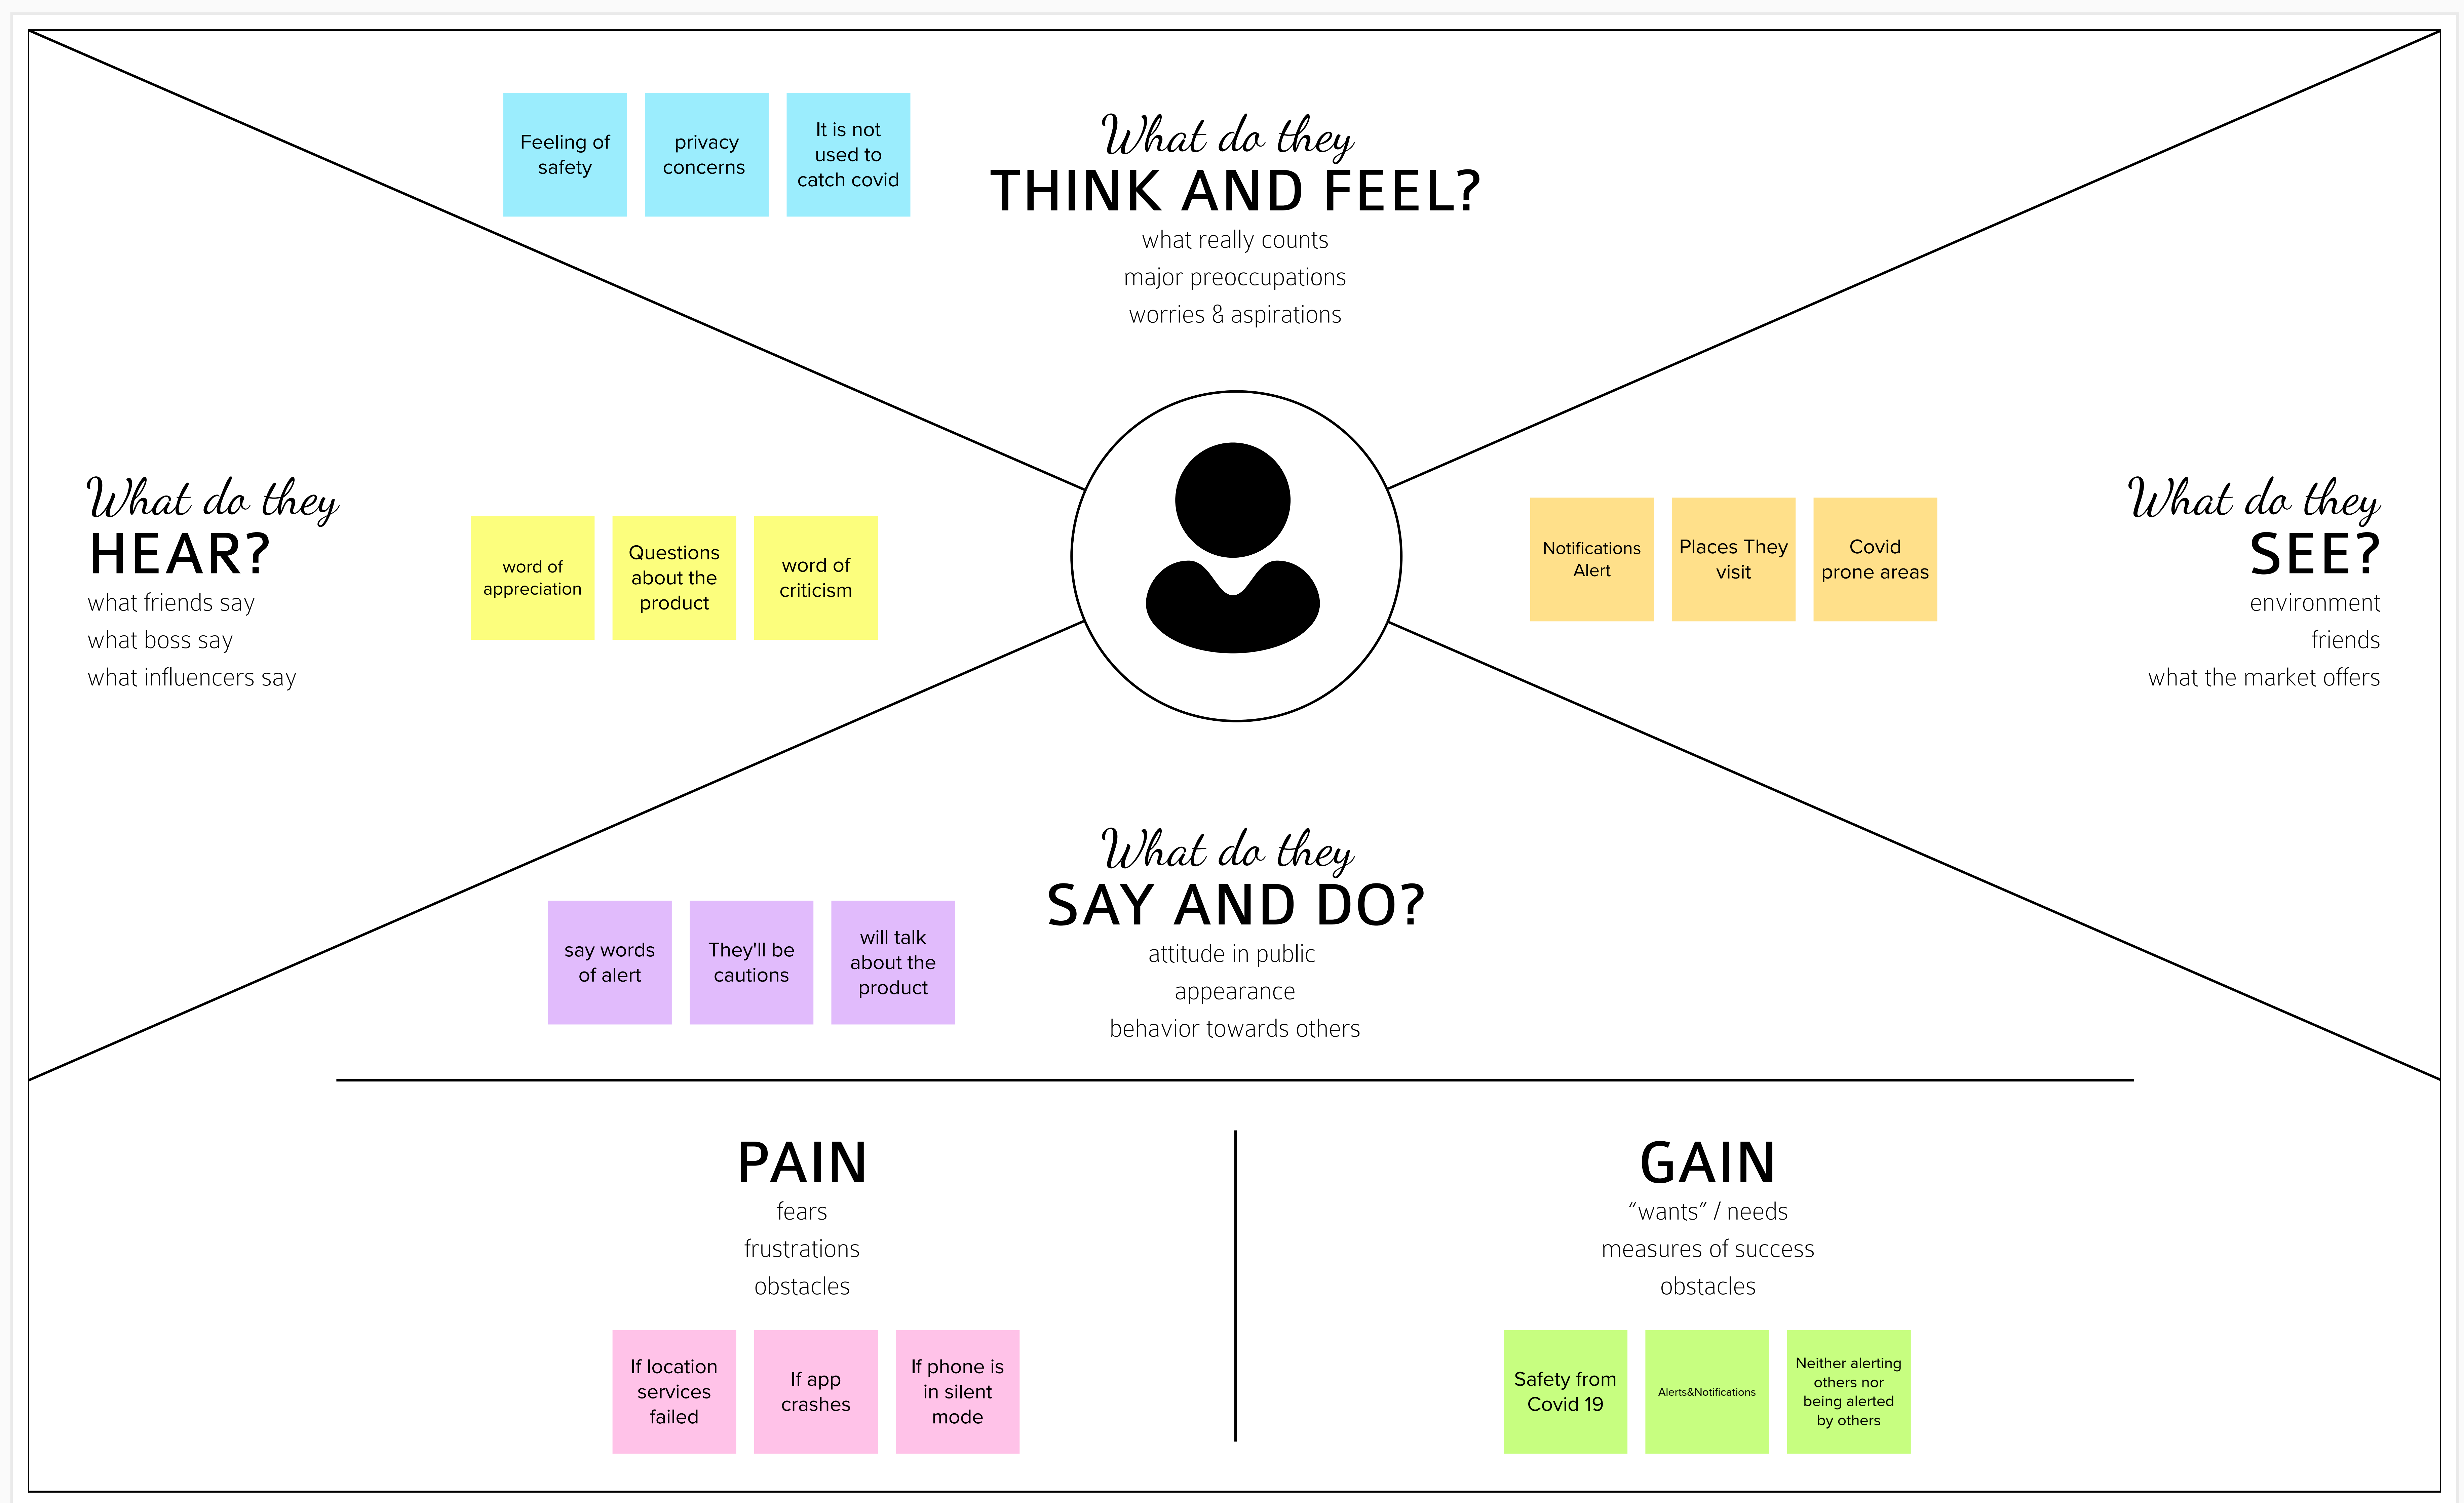 Feeling of
safety
privacy
concerns
It is not
used to
catch covid
What do they
THINK AND FEEL?
what really counts
major preoccupations
worries & aspirations
What do they
HEAR?
what friends say
what boss say
what influencers say
word of
appreciation
Questions
about the
product
word of
criticism
Notifications
Alert
Places They
visit
Covid
prone areas
What do they
SEE?
environment
friends
what the market offers
say words
of alert
They'll be
cautions
will talk
about the
product
What do they
SAY AND DO?
attitude in public
appearance
behavior towards others
PAIN
fears
frustrations
obstacles
If location
services
failed
If app
crashes
If phone is
in silent
mode
GAIN
“wants” / needs
measures of success
obstacles
Safety from
Covid 19
Alerts&Notifications
Neither alerting
others nor
being alerted
by others